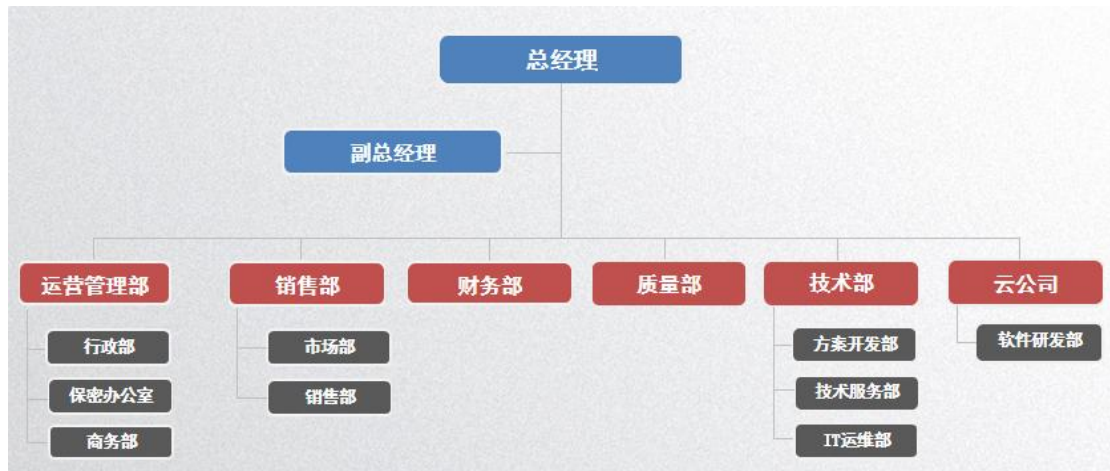 总经理
副总经理
运营管理部
销售部
财务部
质量部
技术部
云公司
行政部
保密办公室
商务部
市场部
销售部
方案开发部
技术服务部
IT运维部
软件研发部